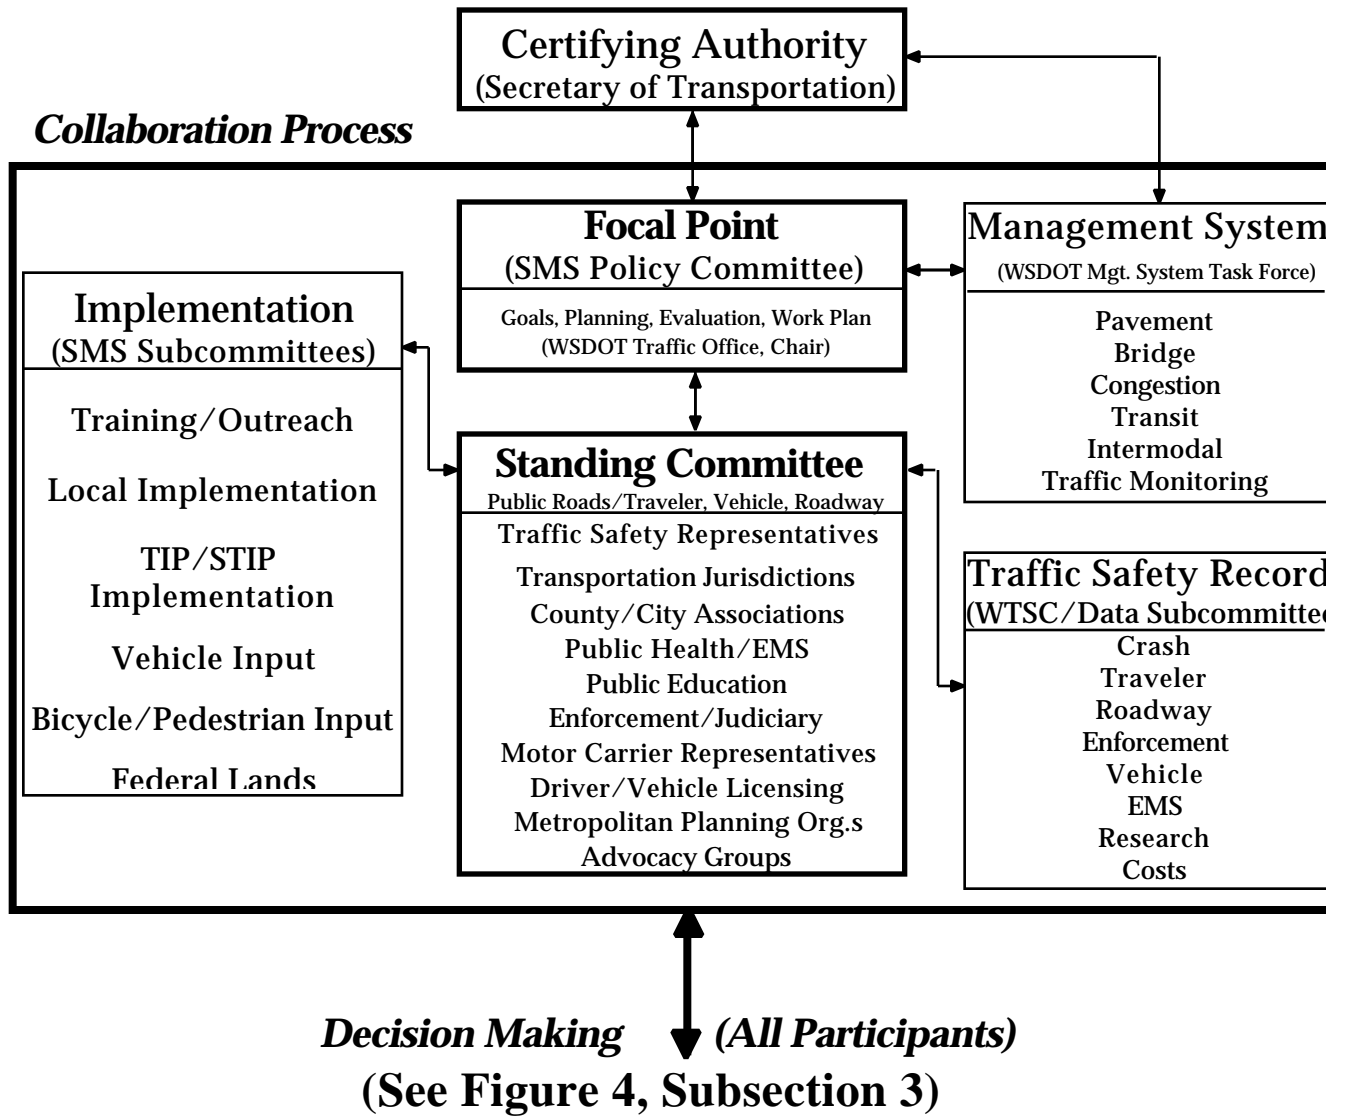 Certifying Authority
(Secretary of Transportation)
Collaboration Process
Focal Point
(SMS Policy Committee)
Goals, Planning, Evaluation, Work Plan
(WSDOT Traffic Office, Chair)
Management System
(WSDOT Mgt. System Task Force)
Pavement
Bridge
Congestion
Transit
Intermodal
Traffic Monitoring
Implementation
(SMS Subcommittees)
Training/Outreach
Local Implementation
TIP/STIP
Implementation
Vehicle Input
Bicycle/Pedestrian Input
Federal Lands
Standing Committee
Public Roads/Traveler, Vehicle, Roadway
Traffic Safety Representatives
Transportation Jurisdictions
County/City Associations
Public Health/EMS
Public Education
Enforcement/Judiciary
Motor Carrier Representatives
Driver/Vehicle Licensing
Metropolitan Planning Org.s
Advocacy Groups
Traffic Safety Record
(WTSC/Data Subcommittee
Crash
Traveler
Roadway
Enforcement
Vehicle
EMS
Research
Costs
Decision Making (All Participants)
(See Figure 4, Subsection 3)